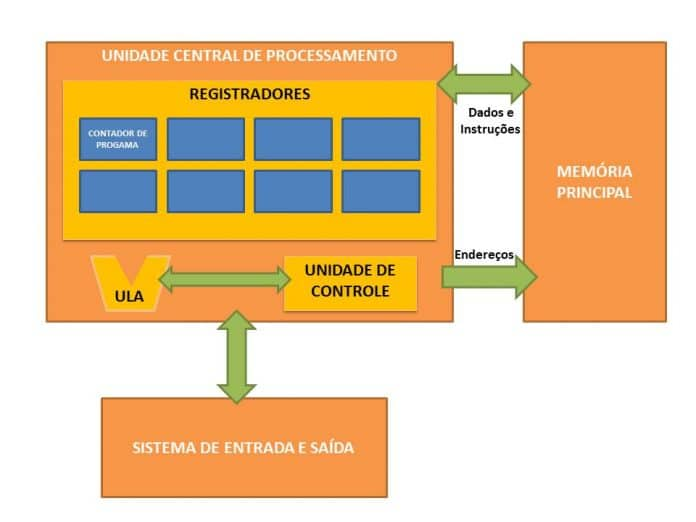 UNIDADE CENTRAL DE PROCESSAMENTO
REGISTRADORES
CONTADOR DE
PROGAMA
Dados e
Instruções
MEMÓRIA
PRINCIPAL
Endereços
ULA
UNIDADE DE
CONTROLE
SISTEMA DE ENTRADA E SAÍDA